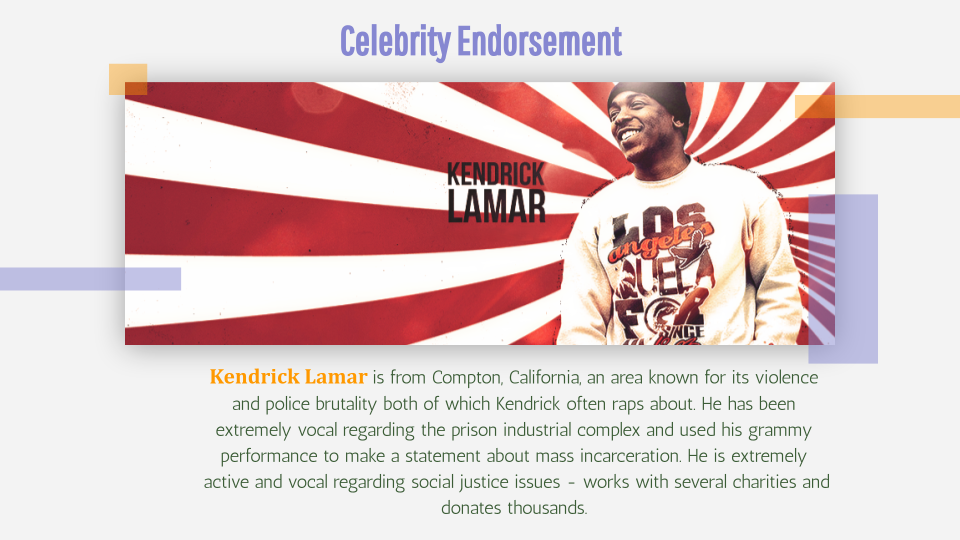 Celebrity Endorsement
KENDRICK
LAMAR
LOS
angeles
FOR
SINCE
Kendrick Lamar is from Compton, California, an area known for its violence
and police brutality both of which Kendrick often raps about. He has been
extremely vocal regarding the prison industrial complex and used his grammy
performance to make a statement about mass incarceration. He is extremely
active and vocal regarding social justice issues - works with several charities and
donates thousands.